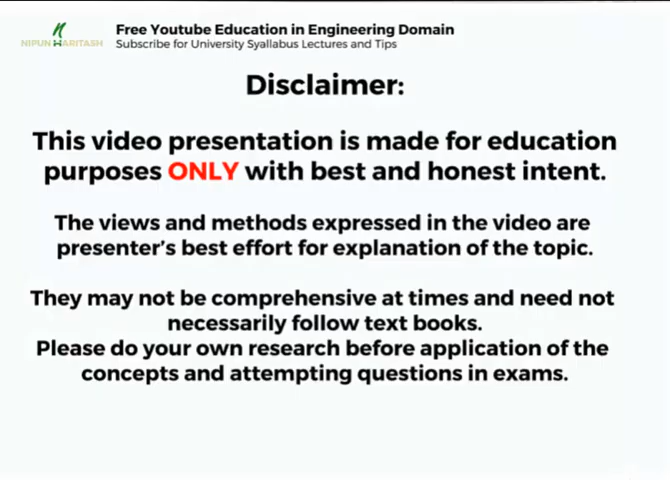 Free Youtube Education in Engineering Domain
NIPUN HARITASH
Subscribe for University Syallabus Lectures and Tips
Disclaimer:
This video presentation is made for education
purposes ONLY with best and honest intent.
The views and methods expressed in the video are
presenter's best effort for explanation of the topic.
They may not be comprehensive at times and need not
necessarily follow text books.
Please do your own research before application of the
concepts and attempting questions in exams.